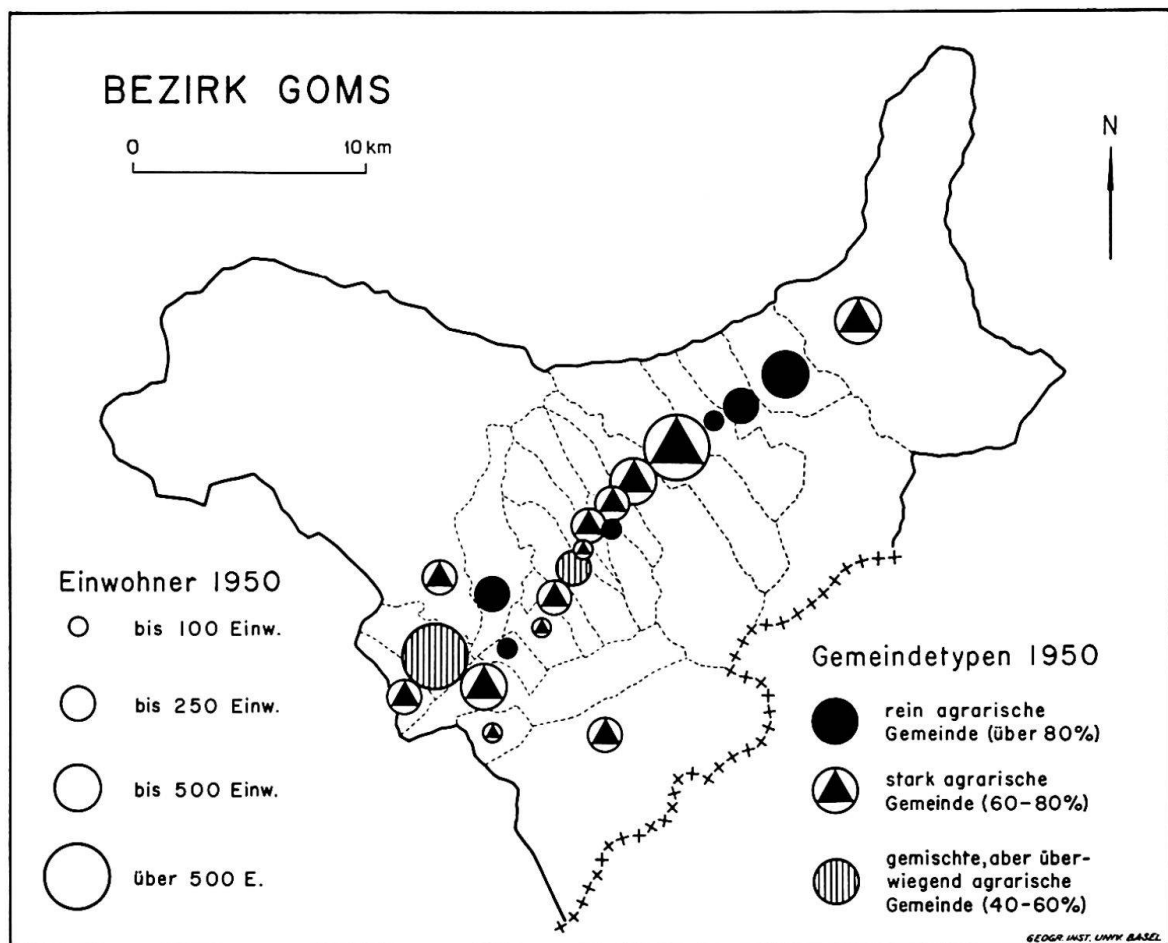 BEZIRK GOMS
0 10 km
N
Einwohner 1950
bis 100 Einw.
bis 250 Einw.
bis 500 Einw.
über 500 E.
Gemeindetypen 1950
rein agrarische
Gemeinde (über 80%)
stark agrarische
Gemeinde (60–80%)
gemischte, aber über-
wiegend agrarische
Gemeinde (40–60%)
GEOGR. INST. UNIV. BASEL